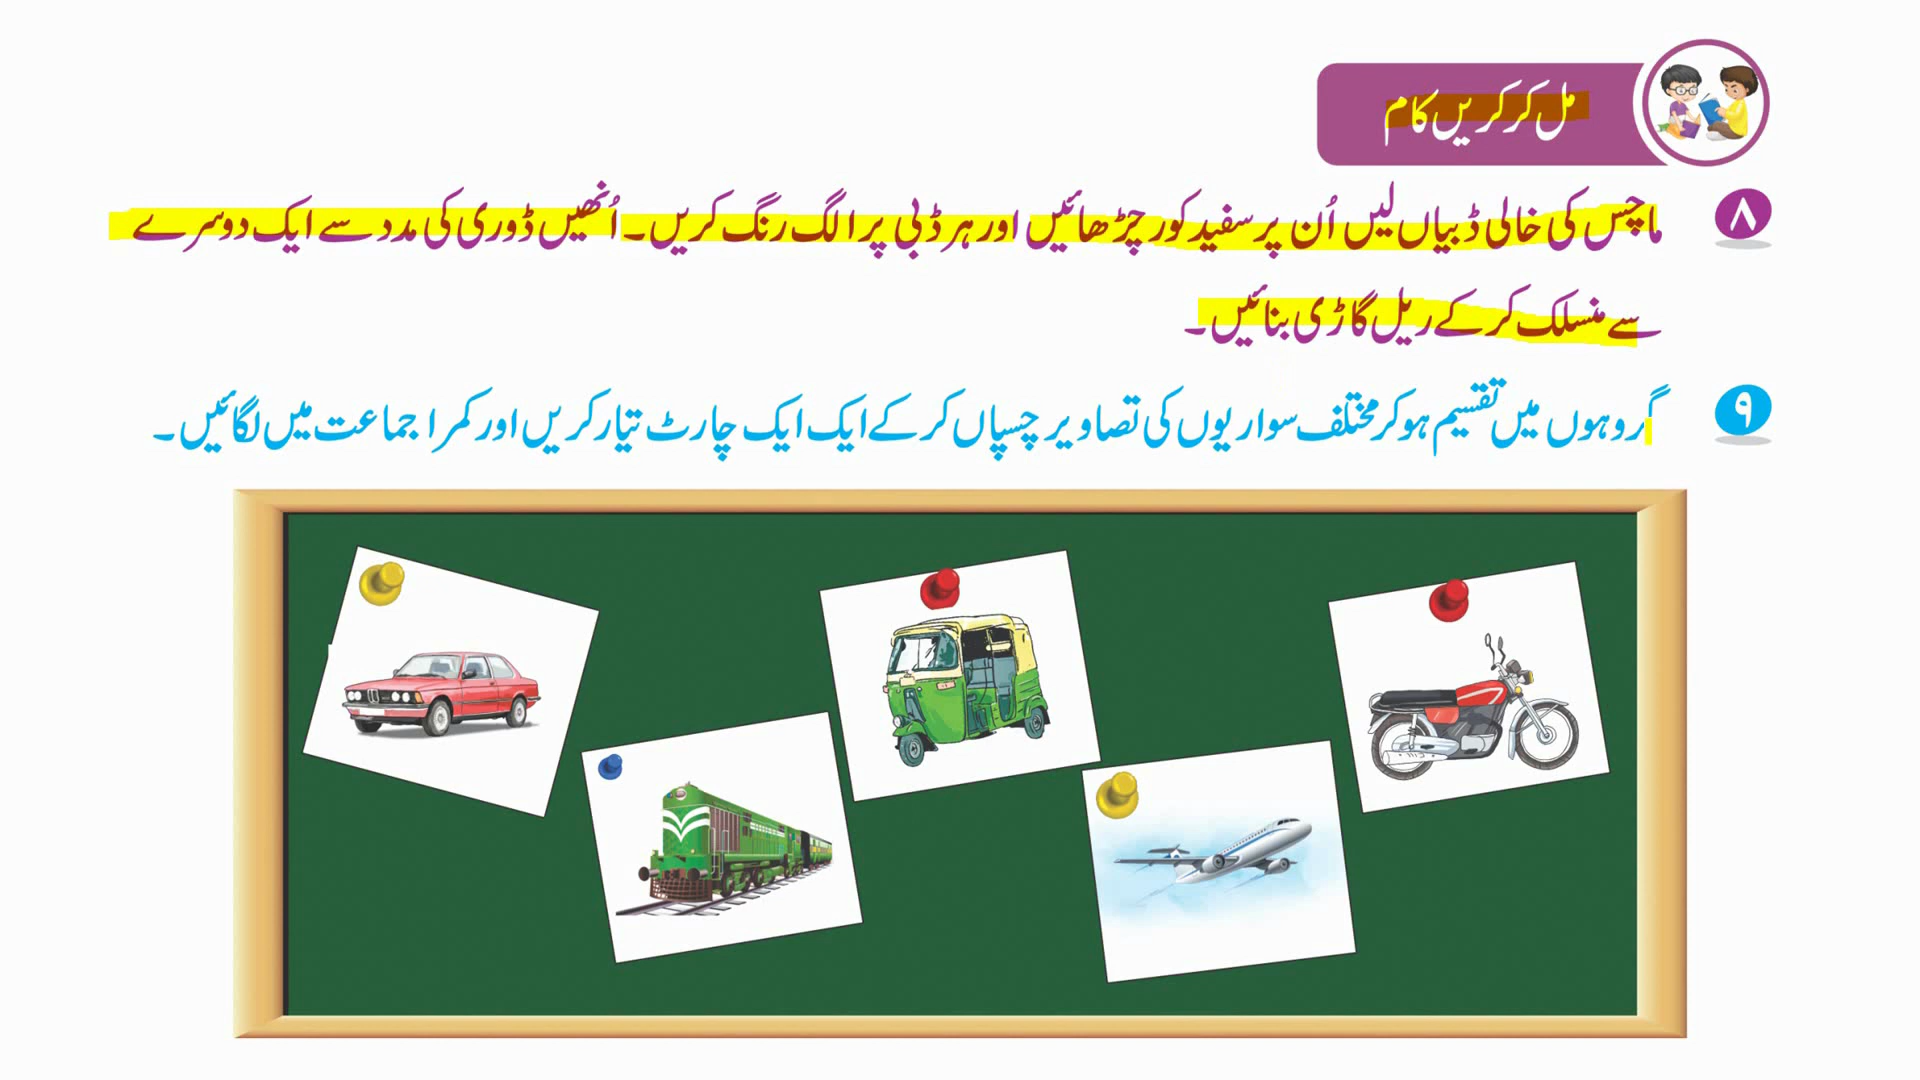 مل کر کریں کام
۸ ماچس کی خالی ڈبیاں لیں اُن پر سفید کور چڑھائیں اور ہر ڈبی پر الگ رنگ کریں۔ اُنھیں ڈوری کی مدد سے ایک دوسرے
سے منسلک کر کے ریل گاڑی بنائیں۔
۹ گروہوں میں تقسیم ہو کر مختلف سواریوں کی تصاویر چسپاں کر کے ایک ایک چارٹ تیار کریں اور کمرا جماعت میں لگائیں۔